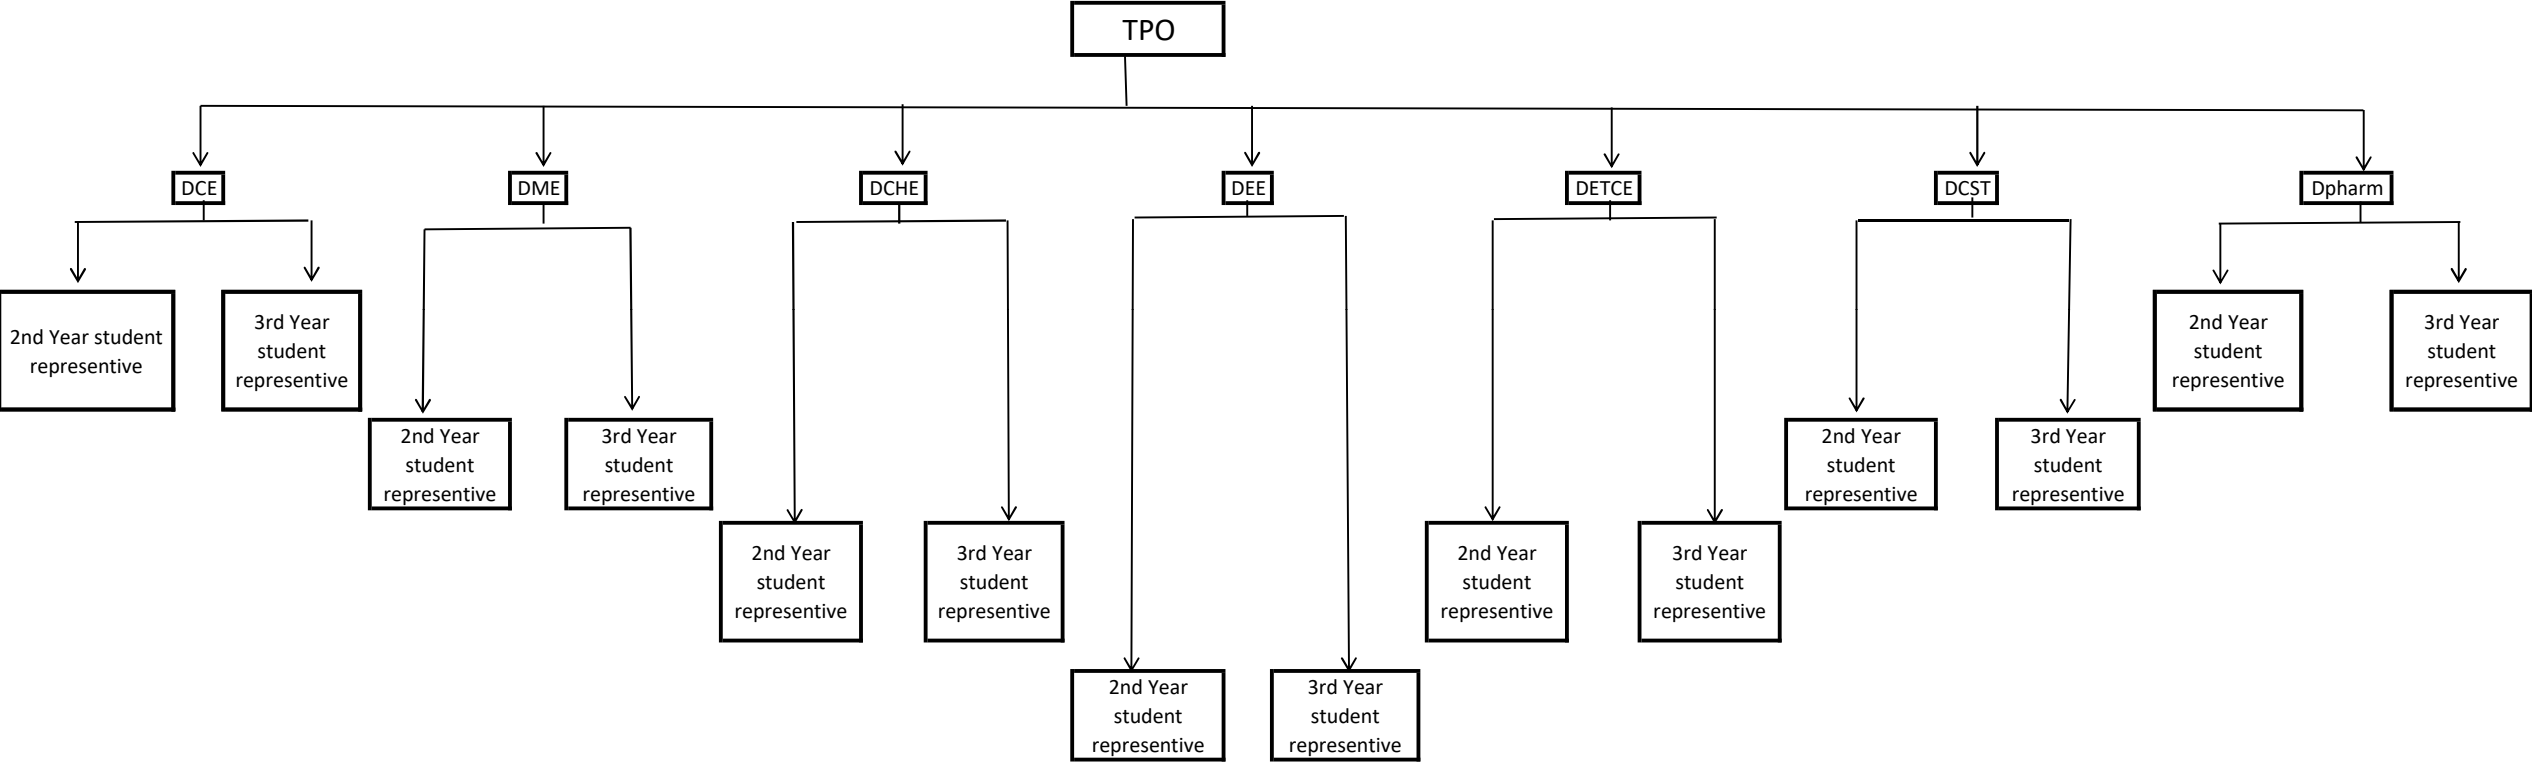 TPO
DCE
DME
DCHE
DEE
DETCE
DCST
Dpharm
2nd Year student
representive
3rd Year
student
representive
2nd Year
student
representive
3rd Year
student
representive
2nd Year
student
representive
3rd Year
student
representive
2nd Year
student
representive
3rd Year
student
representive
2nd Year
student
representive
3rd Year
student
representive
2nd Year
student
representive
3rd Year
student
representive
2nd Year
student
representive
3rd Year
student
representive